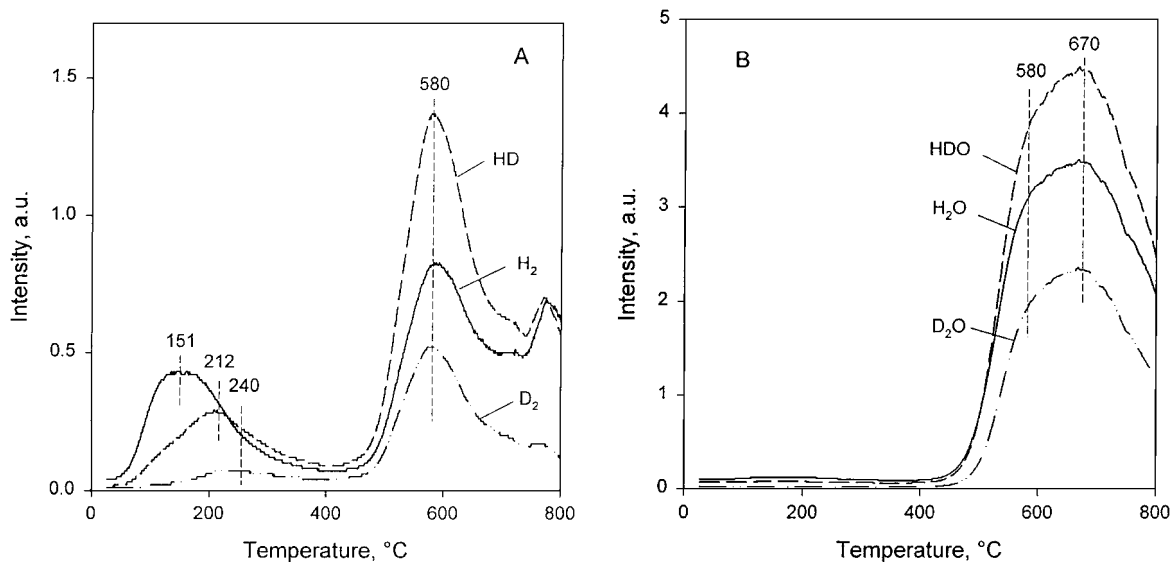 A
1.5
1.0
0.5
0.0
580
HD
H₂
151
212
240
D₂
0
200
400
600
800
Temperature, °C
Intensity, a.u.
B
5
4
3
2
1
0
670
580
HDO
H₂O
D₂O
0
200
400
600
800
Temperature, °C
Intensity, a.u.